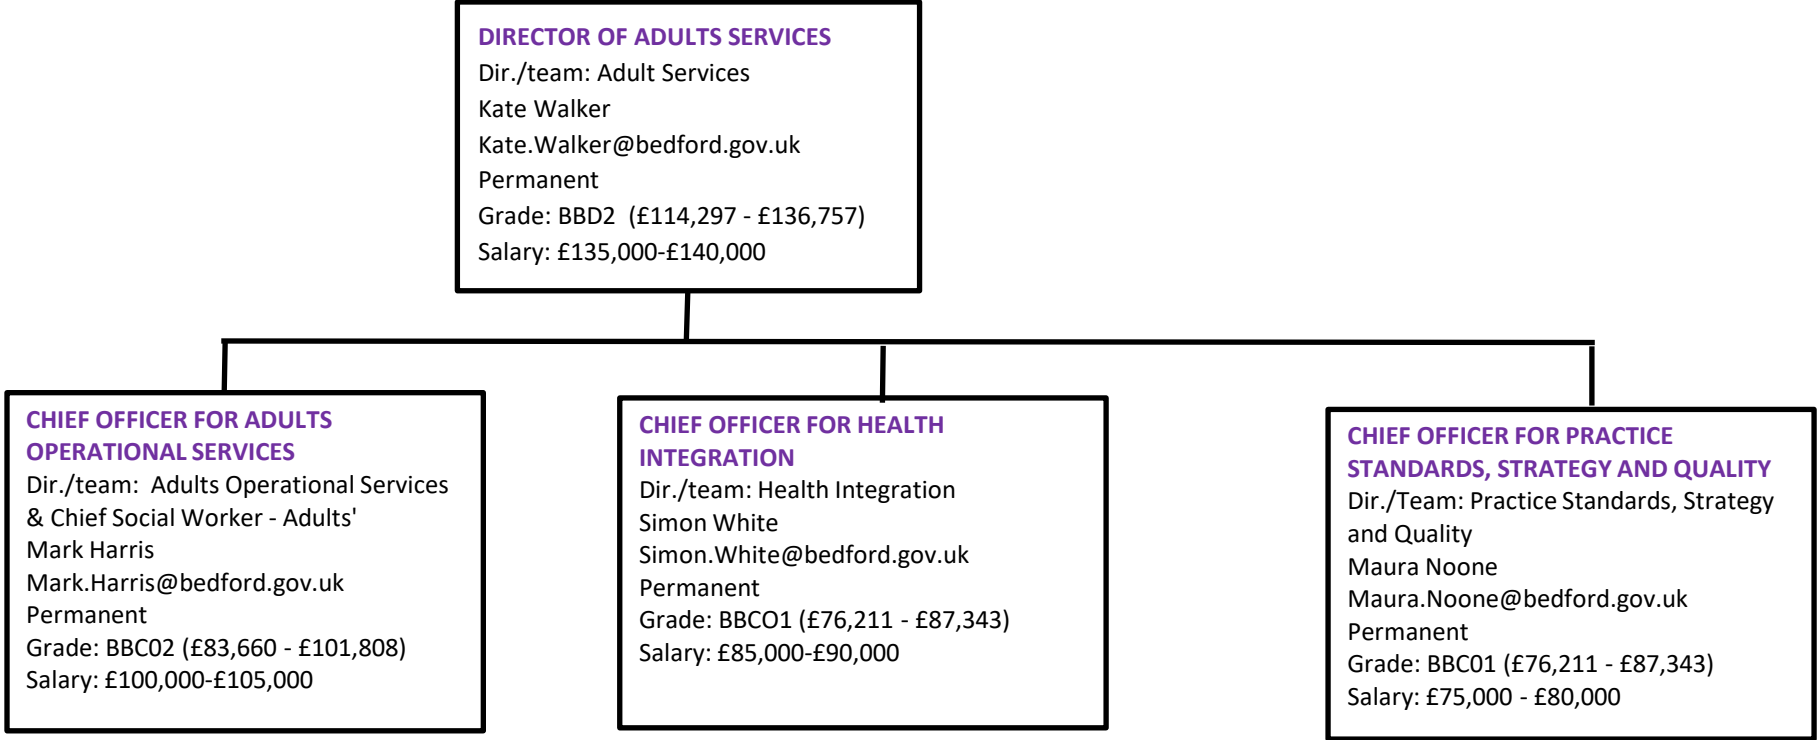 DIRECTOR OF ADULTS SERVICES
Dir./team: Adult Services
Kate Walker
Kate.Walker@bedford.gov.uk
Permanent
Grade: BBD2  (£114,297 - £136,757)
Salary: £135,000-£140,000
CHIEF OFFICER FOR ADULTS
OPERATIONAL SERVICES
Dir./team:  Adults Operational Services
& Chief Social Worker - Adults'
Mark Harris
Mark.Harris@bedford.gov.uk
Permanent
Grade: BBC02 (£83,660 - £101,808)
Salary: £100,000-£105,000
CHIEF OFFICER FOR HEALTH
INTEGRATION
Dir./team: Health Integration
Simon White
Simon.White@bedford.gov.uk
Permanent
Grade: BBCO1 (£76,211 - £87,343)
Salary: £85,000-£90,000
CHIEF OFFICER FOR PRACTICE
STANDARDS, STRATEGY AND QUALITY
Dir./Team: Practice Standards, Strategy
and Quality
Maura Noone
Maura.Noone@bedford.gov.uk
Permanent
Grade: BBC01 (£76,211 - £87,343)
Salary: £75,000 - £80,000